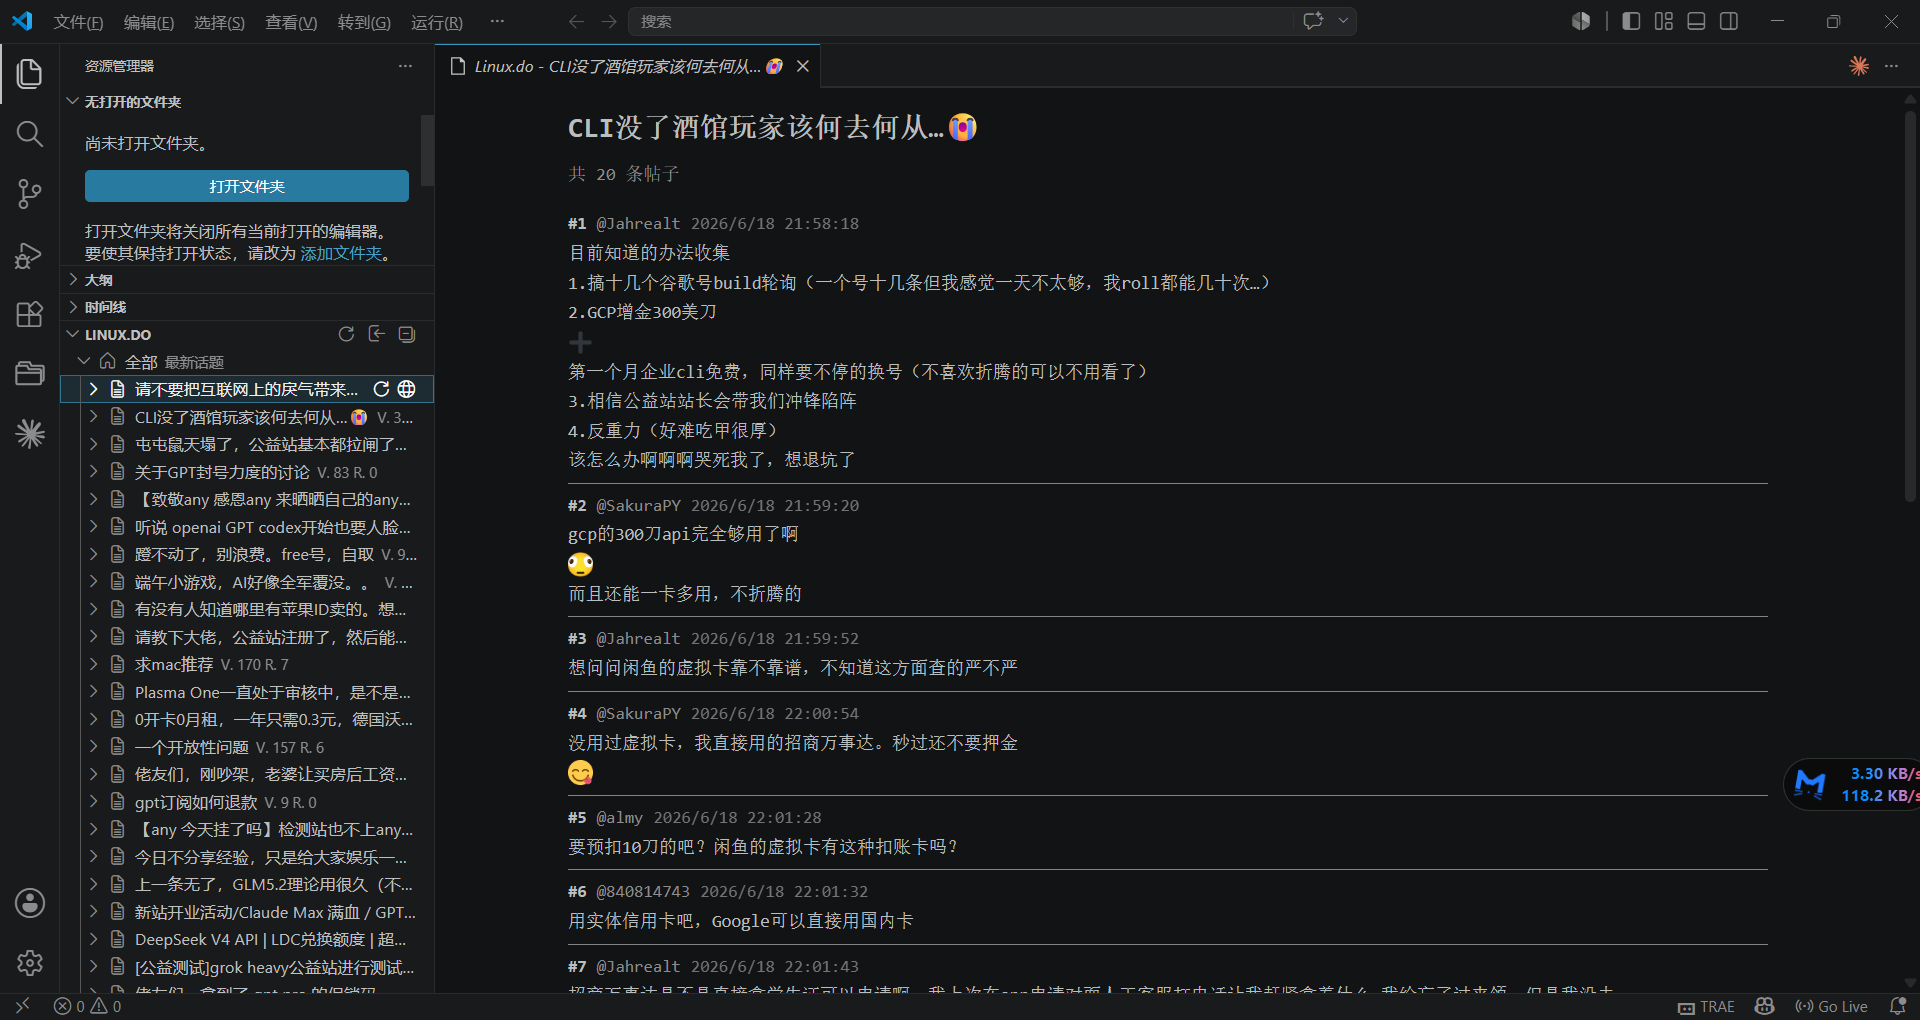 文件(F) 编辑(E) 选择(S) 查看(V) 转到(G) 运行(R) ···
搜索
资源管理器
无打开的文件夹
尚未打开文件夹。
打开文件夹
打开文件夹将关闭所有当前打开的编辑器。
要使其保持打开状态，请改为 添加文件夹。
大纲
时间线
LINUX.DO
全部 最新话题
请不要把互联网上的戾气带来...
CLI没了酒馆玩家该何去何从...😭 V. 3...
屯屯鼠天塌了，公益站基本都拉闸了...
关于GPT封号力度的讨论 V. 83 R. 0
【致敬any 感恩any 来晒晒自己的any...
听说 openai GPT codex开始也要人脸...
蹬不动了，别浪费。free号，自取 V. 9...
端午小游戏，AI好像全军覆没。。 V. ...
有没有人知道哪里有苹果ID卖的。想...
请教下大佬，公益站注册了，然后能...
求mac推荐 V. 170 R. 7
Plasma One一直处于审核中，是不是...
0开卡0月租，一年只需0.3元，德国沃...
一个开放性问题 V. 157 R. 6
佬友们，刚吵架，老婆让买房后工资...
gpt订阅如何退款 V. 9 R. 0
【any 今天挂了吗】检测站也不上any...
今日不分享经验，只是给大家娱乐一...
上一条无了，GLM5.2理论用很久（不...
新站开业活动/Claude Max 满血 / GPT...
DeepSeek V4 API | LDC兑换额度 | 超...
[公益测试]grok heavy公益站进行测试...
Linux.do - CLI没了酒馆玩家该何去何从...😭
CLI没了酒馆玩家该何去何从…😭
共 20 条帖子
#1 @Jahrealt 2026/6/18 21:58:18
目前知道的办法收集
1.搞十几个谷歌号build轮询（一个号十几条但我感觉一天不太够，我roll都能几十次…）
2.GCP增金300美刀
➕
第一个月企业cli免费，同样要不停的换号（不喜欢折腾的可以不用看了）
3.相信公益站站长会带我们冲锋陷阵
4.反重力（好难吃甲很厚）
该怎么办啊啊啊哭死我了，想退坑了
#2 @SakuraPY 2026/6/18 21:59:20
gcp的300刀api完全够用了啊
🙄
而且还能一卡多用，不折腾的
#3 @Jahrealt 2026/6/18 21:59:52
想问问闲鱼的虚拟卡靠不靠谱，不知道这方面查的严不严
#4 @SakuraPY 2026/6/18 22:00:54
没用过虚拟卡，我直接用的招商万事达。秒过还不要押金
😋
#5 @almy 2026/6/18 22:01:28
要预扣10刀的吧？闲鱼的虚拟卡有这种扣账卡吗？
#6 @840814743 2026/6/18 22:01:32
用实体信用卡吧，Google可以直接用国内卡
#7 @Jahrealt 2026/6/18 22:01:43
3.30 KB/s
118.2 KB/s
0 0
TRAE
Go Live